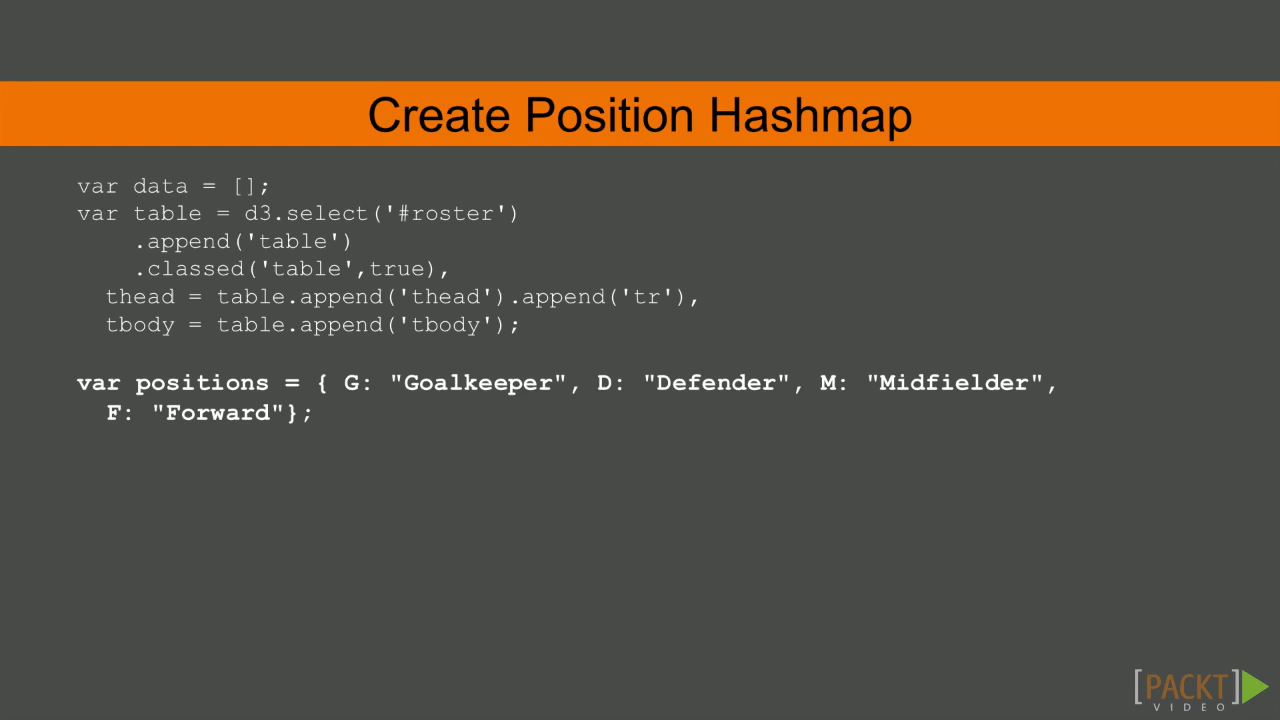 Create Position Hashmap
var data = [];
var table = d3.select('#roster')
    .append('table')
    .classed('table',true),
  thead = table.append('thead').append('tr'),
  tbody = table.append('tbody');
var positions = { G: "Goalkeeper", D: "Defender", M: "Midfielder",
  F: "Forward"};
[PACKT]
VIDEO